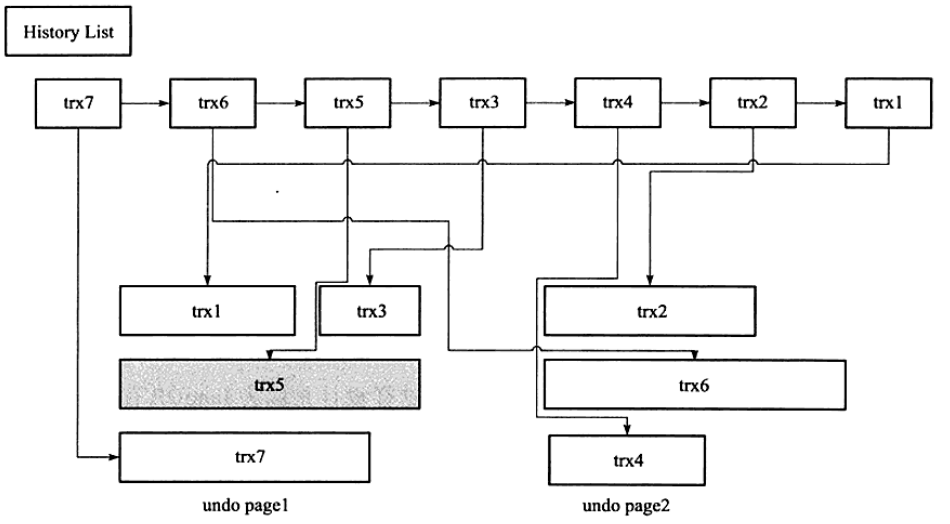 History List
trx7 trx6 trx5 trx3 trx4 trx2 trx1
trx1 trx3 trx2
trx5 trx6
trx7 trx4
undo page1 undo page2